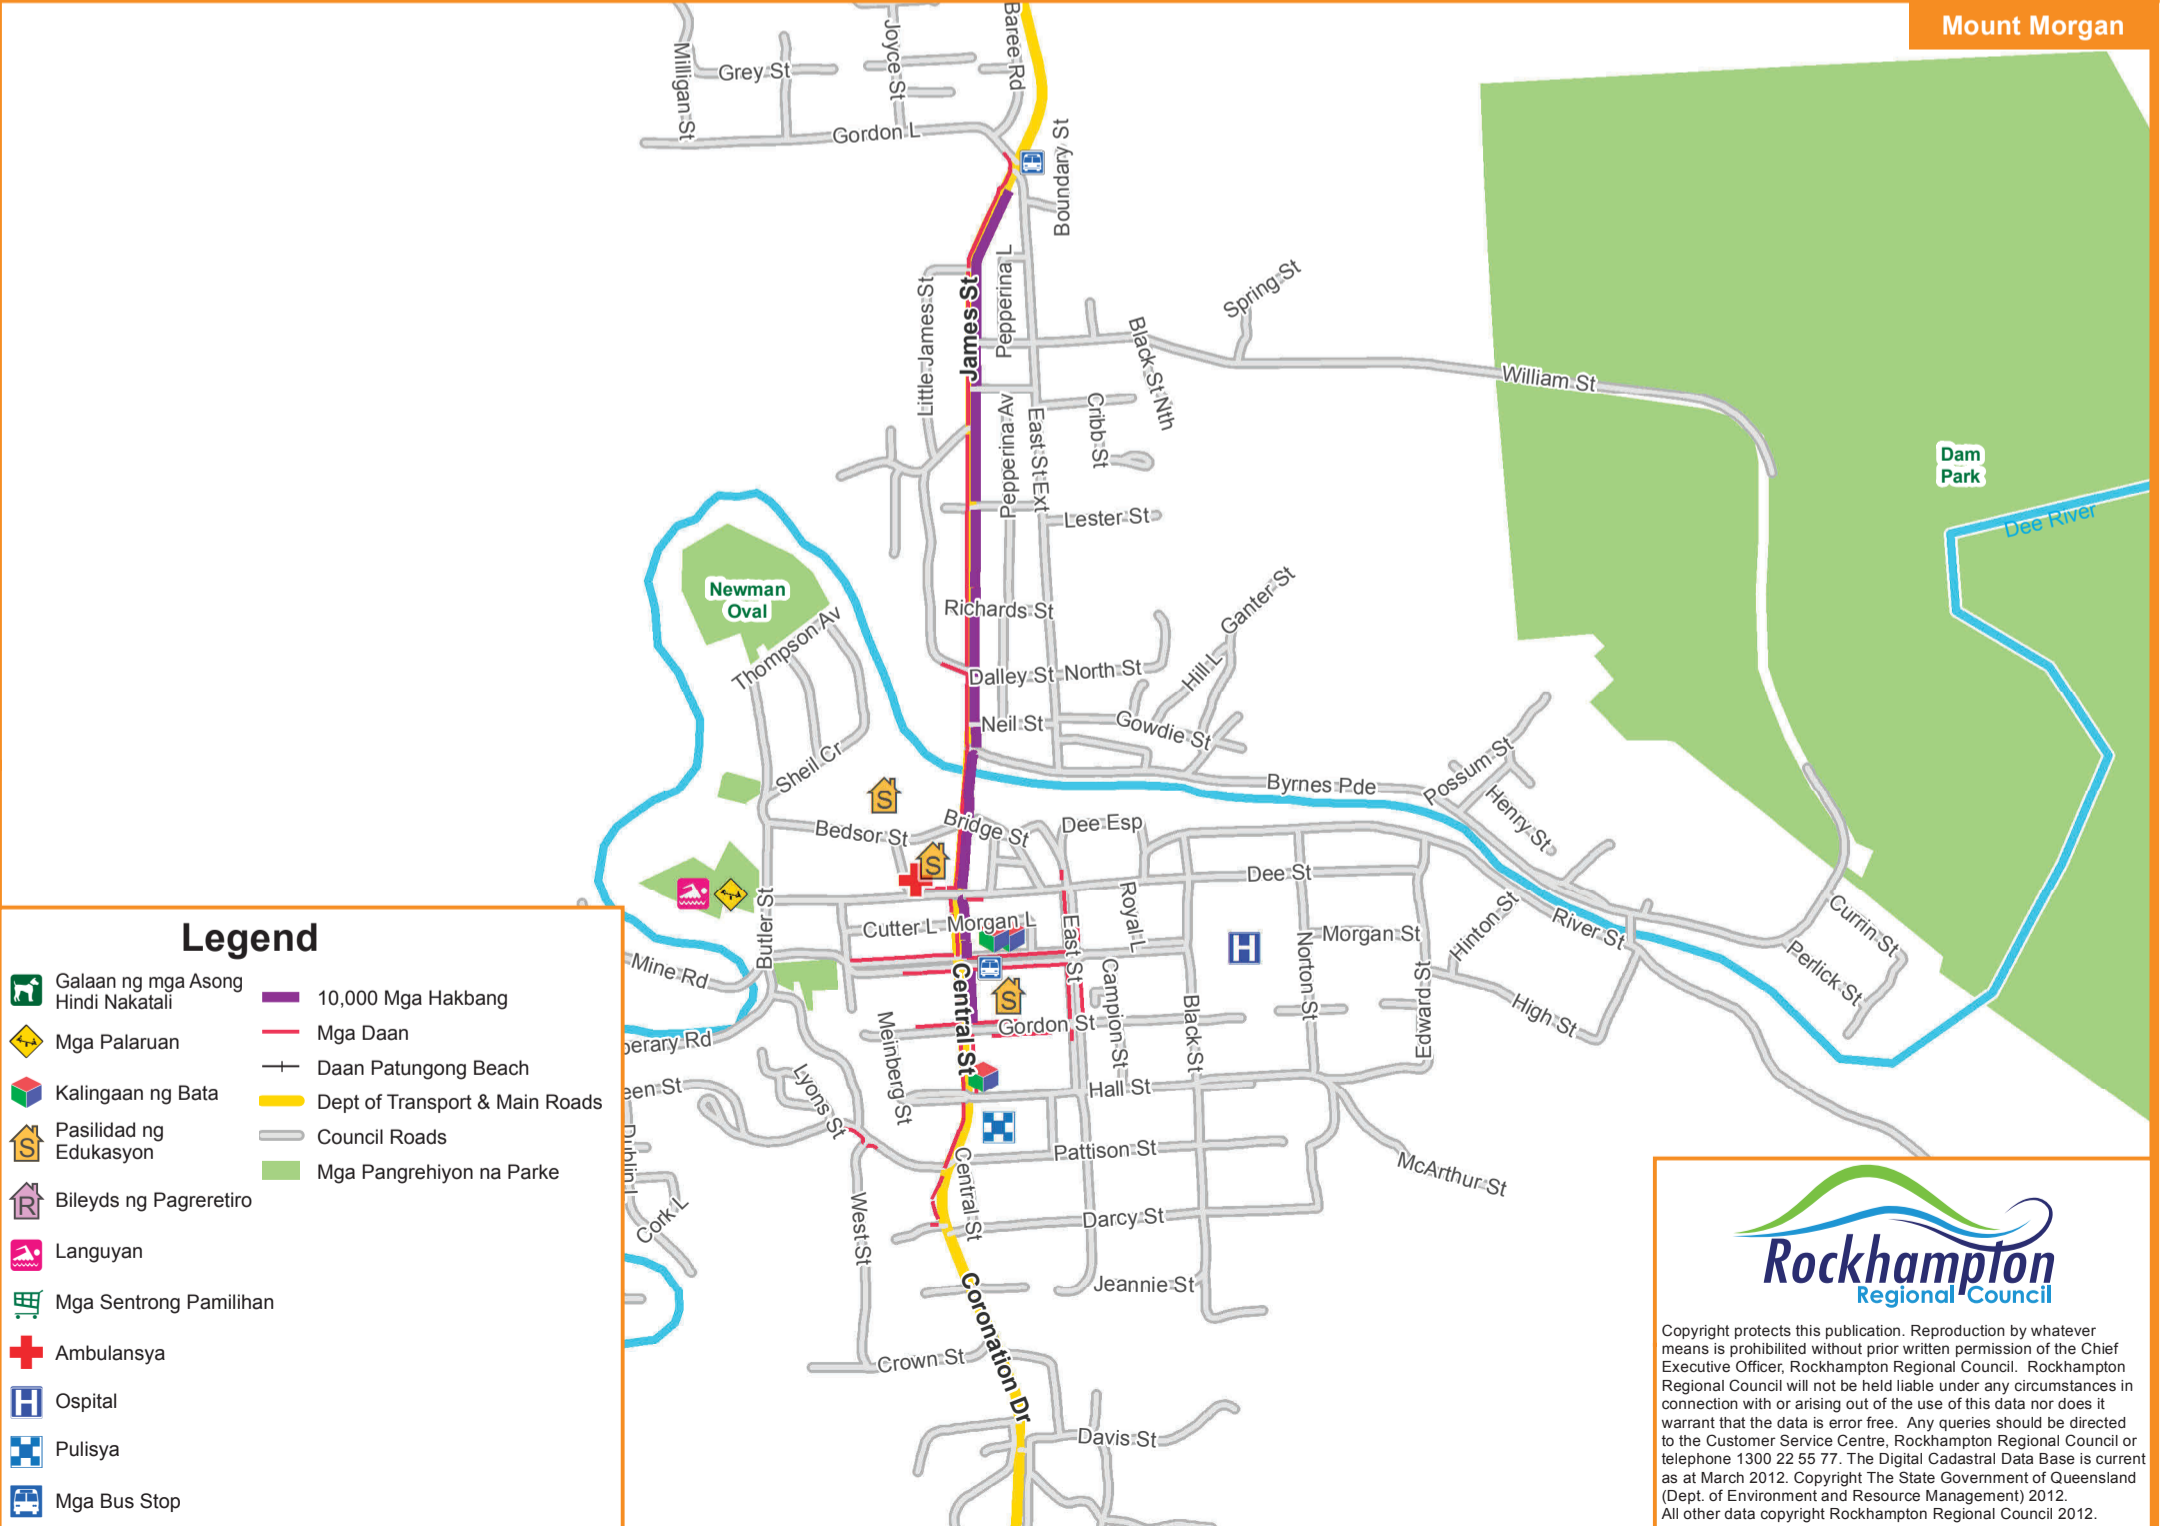 Mount Morgan
Milligan St
Grey St
Joyce St
Baree Rd
Gordon L
Boundary St
Pepperina L
Little James St
James St
Spring St
Black St Nth
William St
Cribb St
Pepperina Av
East St Ext
Lester St
Dam
Park
Dee River
Newman
Oval
Thompson Av
Richards St
Ganter St
Hill L
Dalley St
North St
Neil St
Gowdie St
Sheil Cr
Byrnes Pde
Possum St
Henry St
Bedsor St
Bridge St
Dee Esp
Dee St
Butler St
Cutter L
Morgan L
Royal L
East St
Morgan St
Norton St
Hinton St
River St
Currin St
Perlick St
Mine Rd
Central St
Campion St
Black St
Edward St
High St
Gordon St
Meinberg St
perary Rd
een St
Lyons St
Hall St
Dublin L
Pattison St
McArthur St
Cork L
West St
Central St
Darcy St
Jeannie St
Coronation Dr
Crown St
Davis St
Legend
Galaan ng mga Asong
Hindi Nakatali
Mga Palaruan
Kalingaan ng Bata
S
Pasilidad ng
Edukasyon
R
Bileyds ng Pagreretiro
Languyan
Mga Sentrong Pamilihan
Ambulansya
H
Ospital
Pulisya
Mga Bus Stop
10,000 Mga Hakbang
Mga Daan
Daan Patungong Beach
Dept of Transport & Main Roads
Council Roads
Mga Pangrehiyon na Parke
S
S
S
H
Rockhampton
Regional Council
Copyright protects this publication. Reproduction by whatever
means is prohibilited without prior written permission of the Chief
Executive Officer, Rockhampton Regional Council. Rockhampton
Regional Council will not be held liable under any circumstances in
connection with or arising out of the use of this data nor does it
warrant that the data is error free. Any queries should be directed
to the Customer Service Centre, Rockhampton Regional Council or
telephone 1300 22 55 77. The Digital Cadastral Data Base is current
as at March 2012. Copyright The State Government of Queensland
(Dept. of Environment and Resource Management) 2012.
All other data copyright Rockhampton Regional Council 2012.